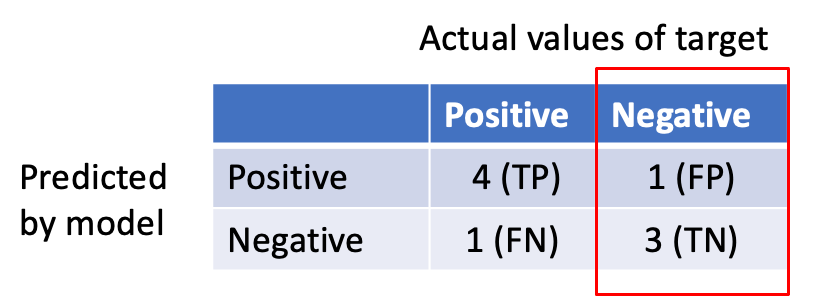 Actual values of target
Positive Negative
Predicted by model
Positive 4 (TP) 1 (FP)
Negative 1 (FN) 3 (TN)